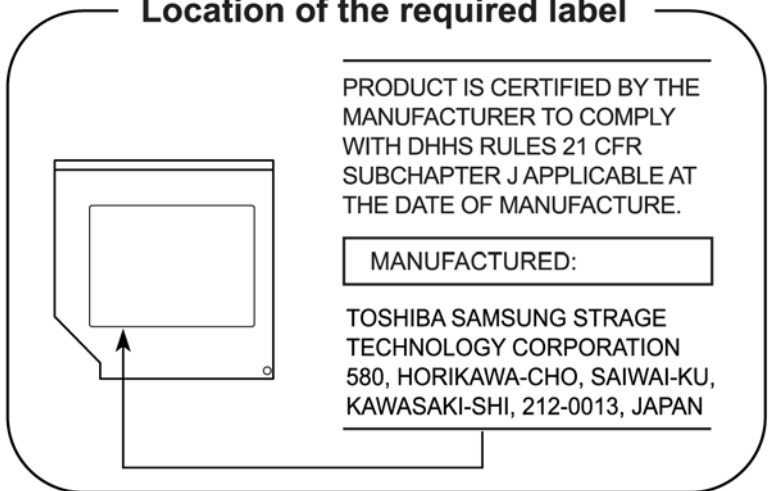 Location of the required label
PRODUCT IS CERTIFIED BY THE
MANUFACTURER TO COMPLY
WITH DHHS RULES 21 CFR
SUBCHAPTER J APPLICABLE AT
THE DATE OF MANUFACTURE.
MANUFACTURED:
TOSHIBA SAMSUNG STRAGE
TECHNOLOGY CORPORATION
580, HORIKAWA-CHO, SAIWAI-KU,
KAWASAKI-SHI, 212-0013, JAPAN